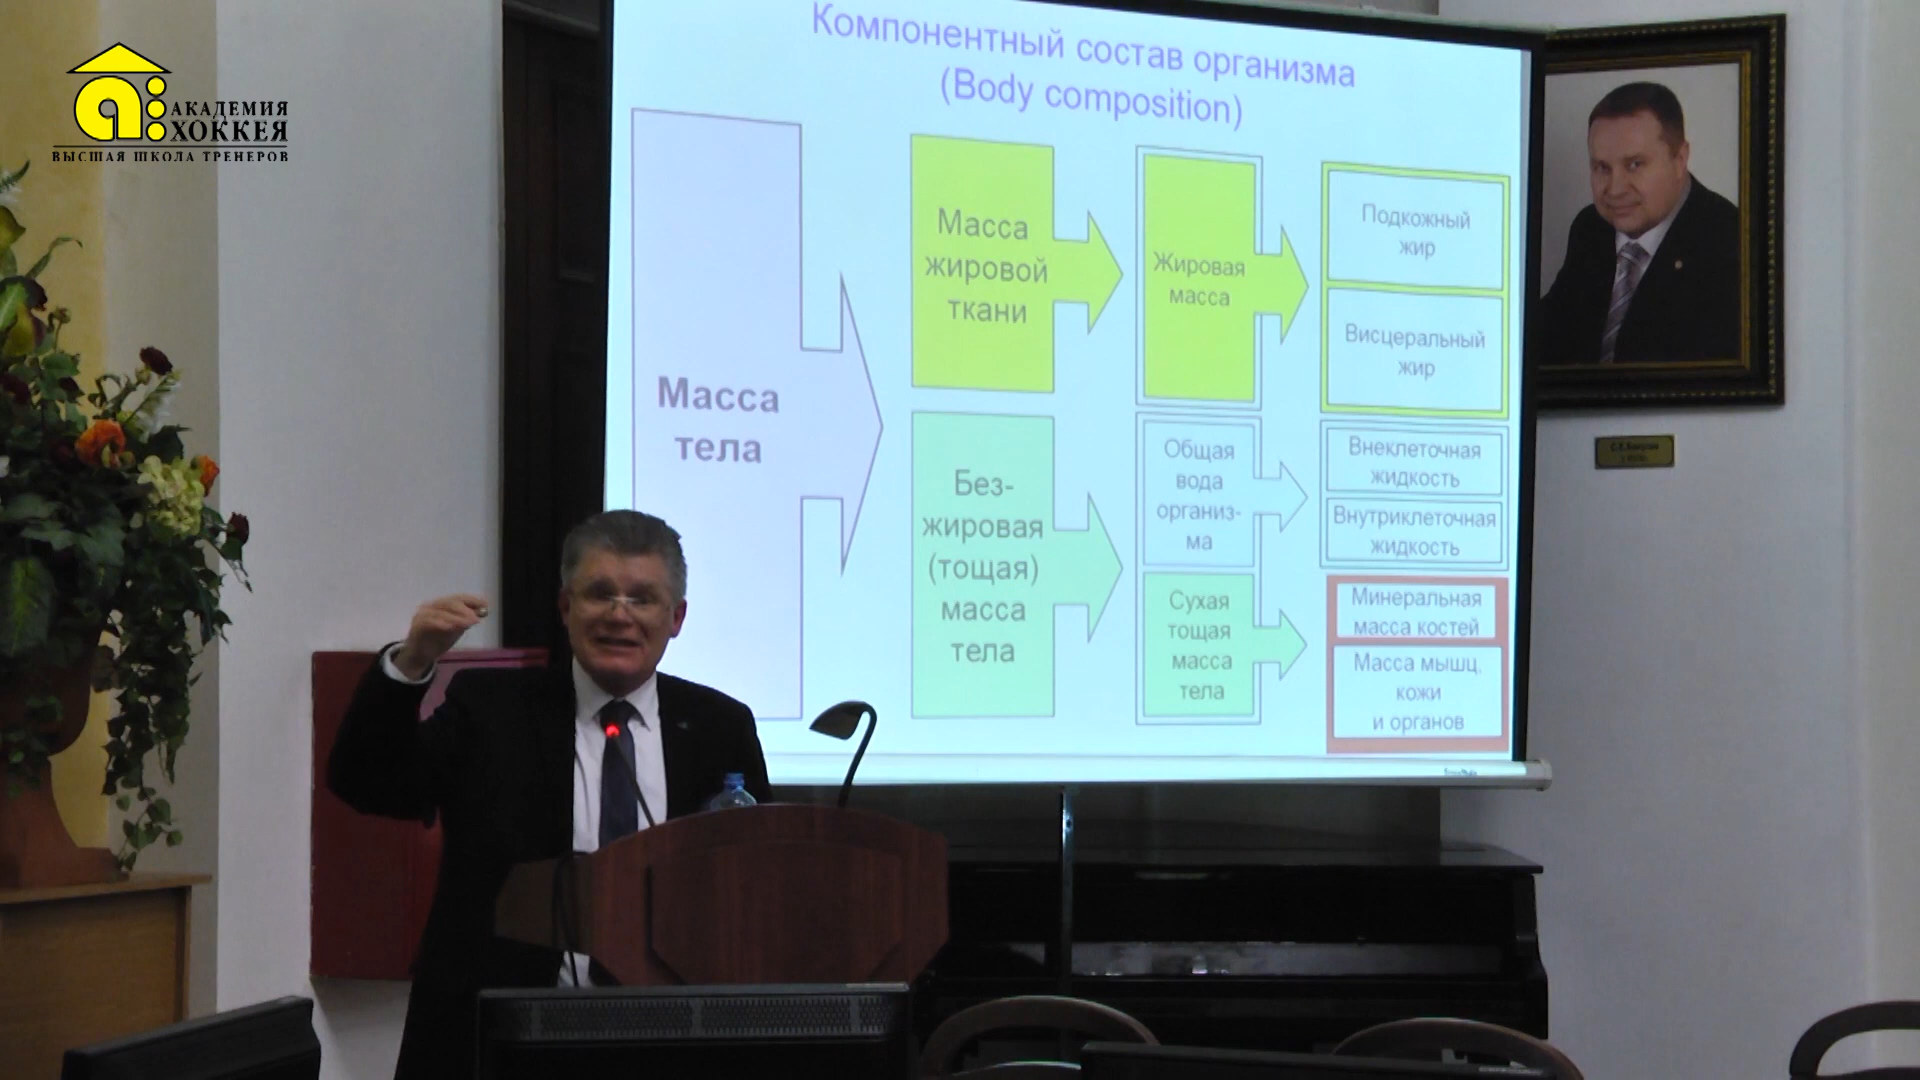 АКАДЕМИЯ
ХОККЕЯ
ВЫСШАЯ ШКОЛА ТРЕНЕРОВ
Компонентный состав организма
(Body composition)
Масса
тела
Масса
жировой
ткани
Без-
жировая
(тощая)
масса
тела
Жировая
масса
Общая
вода
организ-
ма
Сухая
тощая
масса
тела
Подкожный
жир
Висцеральный
жир
Внеклеточная
жидкость
Внутриклеточная
жидкость
Минеральная
масса костей
Масса мышц,
кожи
и органов